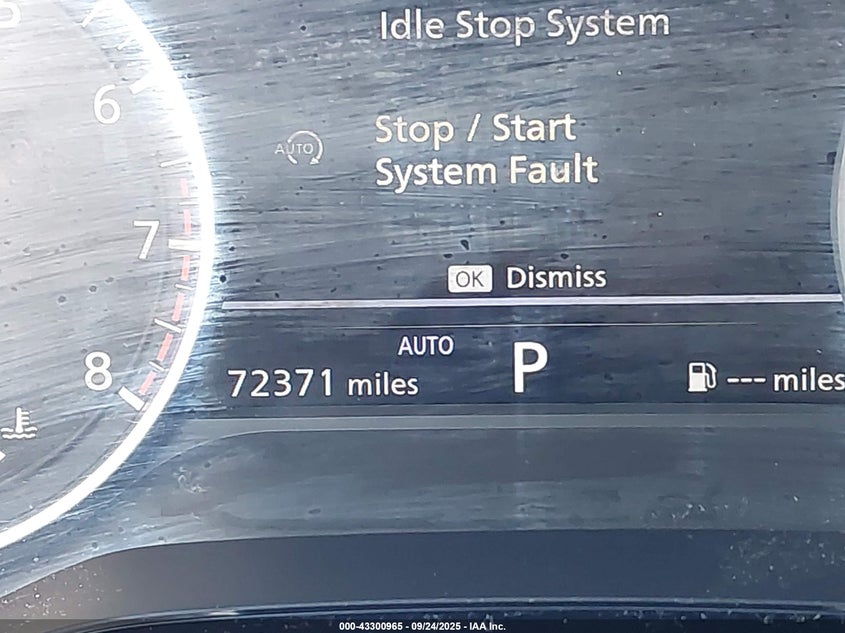 Idle Stop System
6
AUTO
Stop / Start
System Fault
7
OK Dismiss
AUTO
8
72371 miles
P
--- miles
000-43300965 - 09/24/2025 - IAA Inc.